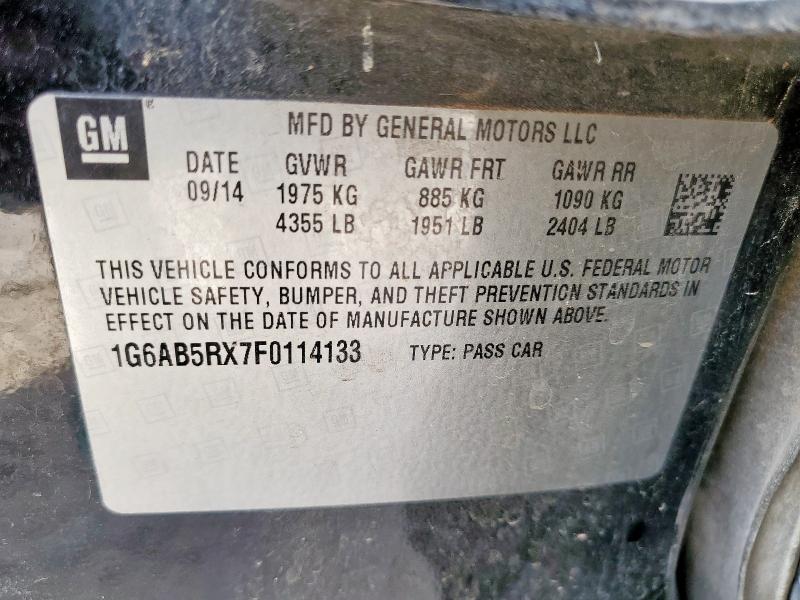 GM
MFD BY GENERAL MOTORS LLC
DATE GVWR GAWR FRT GAWR RR
09/14 1975 KG 885 KG 1090 KG
4355 LB 1951 LB 2404 LB
THIS VEHICLE CONFORMS TO ALL APPLICABLE U.S. FEDERAL MOTOR
VEHICLE SAFETY, BUMPER, AND THEFT PREVENTION STANDARDS IN
EFFECT ON THE DATE OF MANUFACTURE SHOWN ABOVE.
1G6AB5RX7F0114133 TYPE: PASS CAR